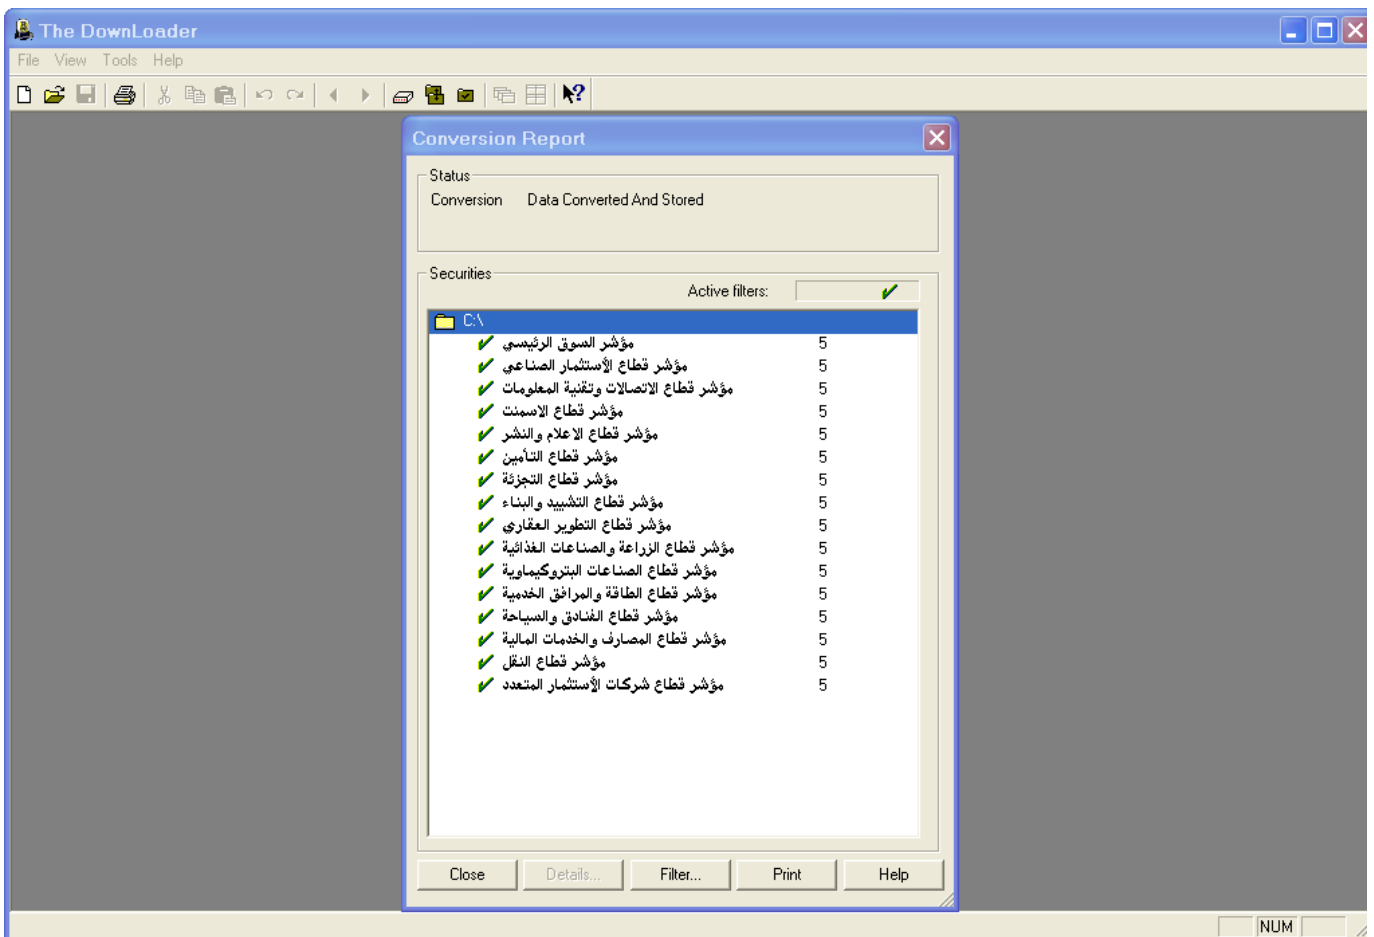 The DownLoader
File View Tools Help
Conversion Report
Status
Conversion Data Converted And Stored
Securities
Active filters:
C:\
مؤشر السوق الرئيسي 5
مؤشر قطاع الأستثمار الصناعي 5
مؤشر قطاع الاتصالات وتقنية المعلومات 5
مؤشر قطاع الاسمنت 5
مؤشر قطاع الاعلام والنشر 5
مؤشر قطاع التأمين 5
مؤشر قطاع التجزئة 5
مؤشر قطاع التشييد والبناء 5
مؤشر قطاع التطوير العقاري 5
مؤشر قطاع الزراعة والصناعات الغذائية 5
مؤشر قطاع الصناعات البتروكيماوية 5
مؤشر قطاع الطاقة والمرافق الخدمية 5
مؤشر قطاع الفنادق والسياحة 5
مؤشر قطاع المصارف والخدمات المالية 5
مؤشر قطاع النقل 5
مؤشر قطاع شركات الأستثمار المتعدد 5
Close Details... Filter... Print Help
NUM